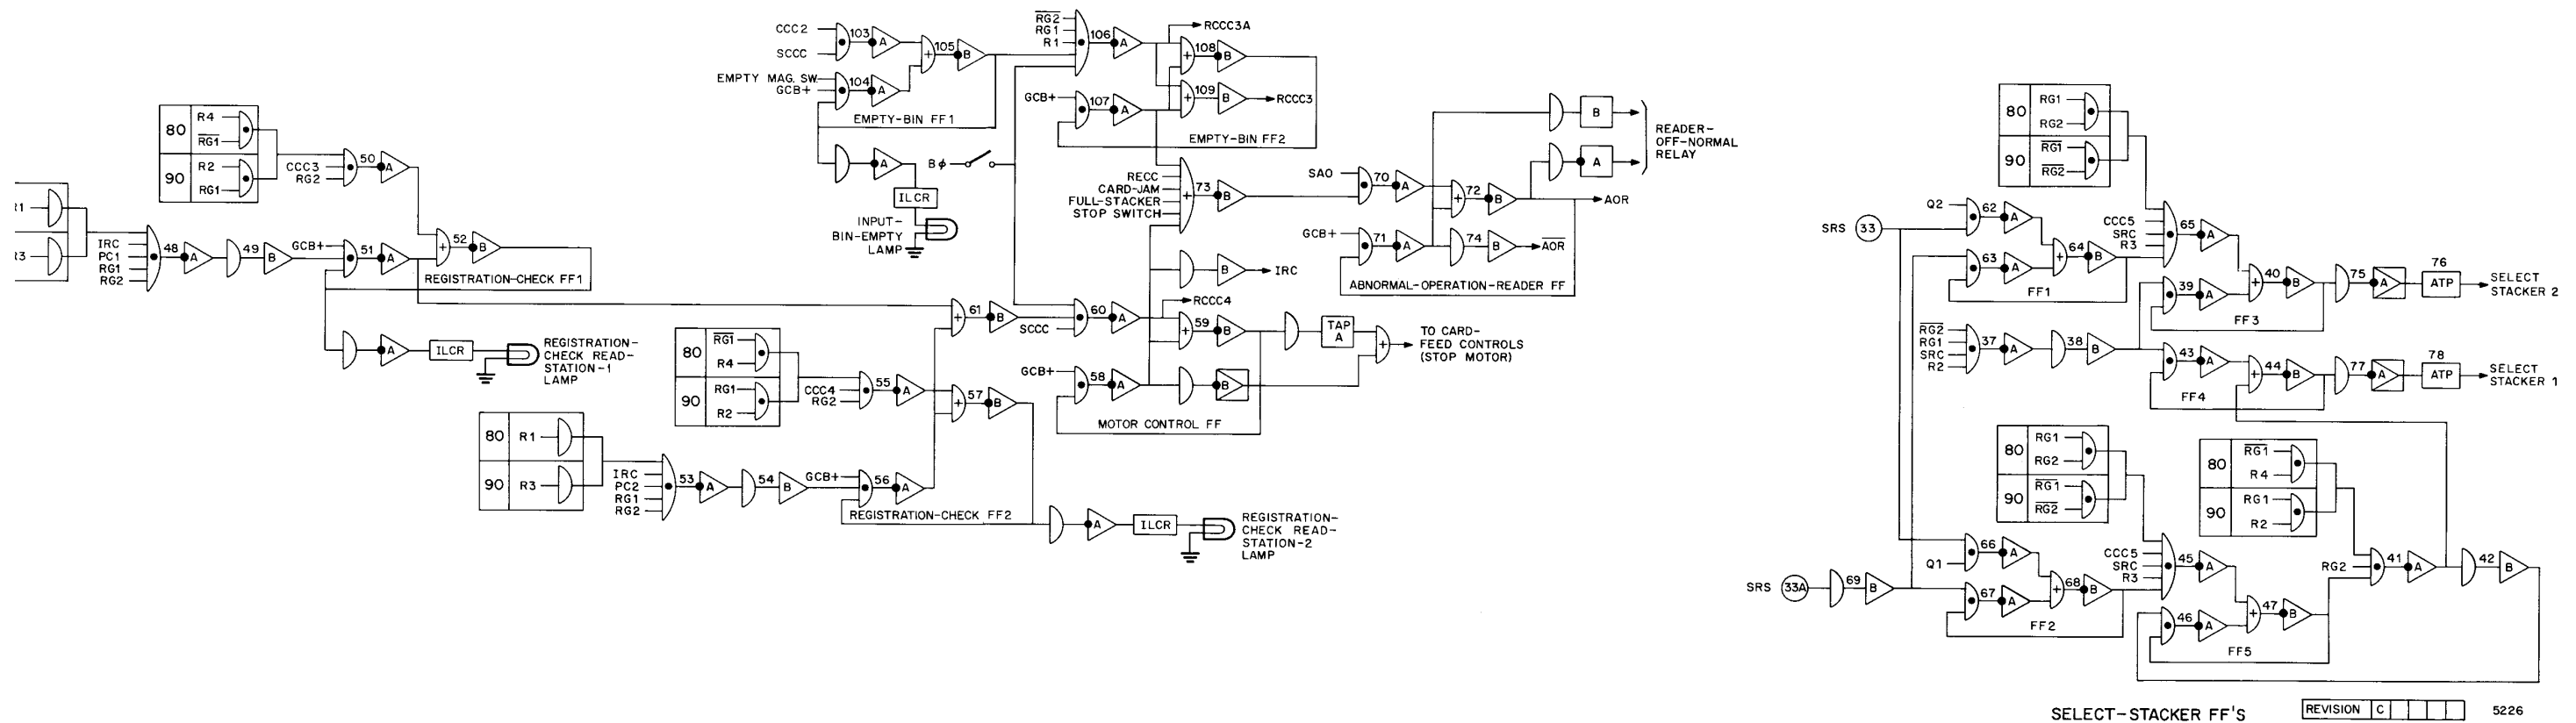 80
R4
RG1
90
R2
RG1
CCC3
RG2
50
A
R3
IRC
PC1
RG1
RG2
48
A
49
B
GCB+
51
A
52
B
REGISTRATION-CHECK FF1
A
ILCR
REGISTRATION-
CHECK READ-
STATION-1
LAMP
CCC2
SCCC
103
A
EMPTY MAG. SW.
GCB+
104
A
105
B
EMPTY-BIN FF1
A
ILCR
INPUT-
BIN-EMPTY
LAMP
Bφ
RG2
RG1
R1
106
A
RCCC3A
108
B
GCB+
107
A
109
B
RCCC3
EMPTY-BIN FF2
RECC
CARD-JAM
FULL-STACKER
STOP SWITCH
73
B
SAO
70
A
72
B
AOR
GCB+
71
A
74
B
AOR
ABNORMAL-OPERATION-READER FF
B
A
READER-
OFF-NORMAL
RELAY
B
IRC
61
B
SCCC
60
A
RCCC4
59
B
TAP
A
TO CARD-
FEED CONTROLS
(STOP MOTOR)
GCB+
58
A
B
MOTOR CONTROL FF
80
RG1
R4
90
RG1
R2
CCC4
RG2
55
A
57
B
80
R1
90
R3
IRC
PC2
RG1
RG2
53
A
54
B
GCB+
56
A
REGISTRATION-CHECK FF2
A
ILCR
REGISTRATION-
CHECK READ-
STATION-2
LAMP
80
RG1
RG2
90
RG1
RG2
SRS
33
Q2
62
A
63
A
64
B
FF1
CCC5
SRC
R3
65
A
39
A
40
B
FF3
75
A
76
ATP
SELECT
STACKER 2
RG2
RG1
SRC
R2
37
A
38
B
43
A
44
B
FF4
77
A
78
ATP
SELECT
STACKER 1
80
RG1
RG2
90
RG1
RG2
80
RG1
R4
90
RG1
R2
Q1
66
A
SRS
33A
69
B
67
A
68
B
FF2
CCC5
SRC
R3
45
A
46
A
47
B
FF5
RG2
41
A
42
B
SELECT-STACKER FF'S
REVISION C
5226